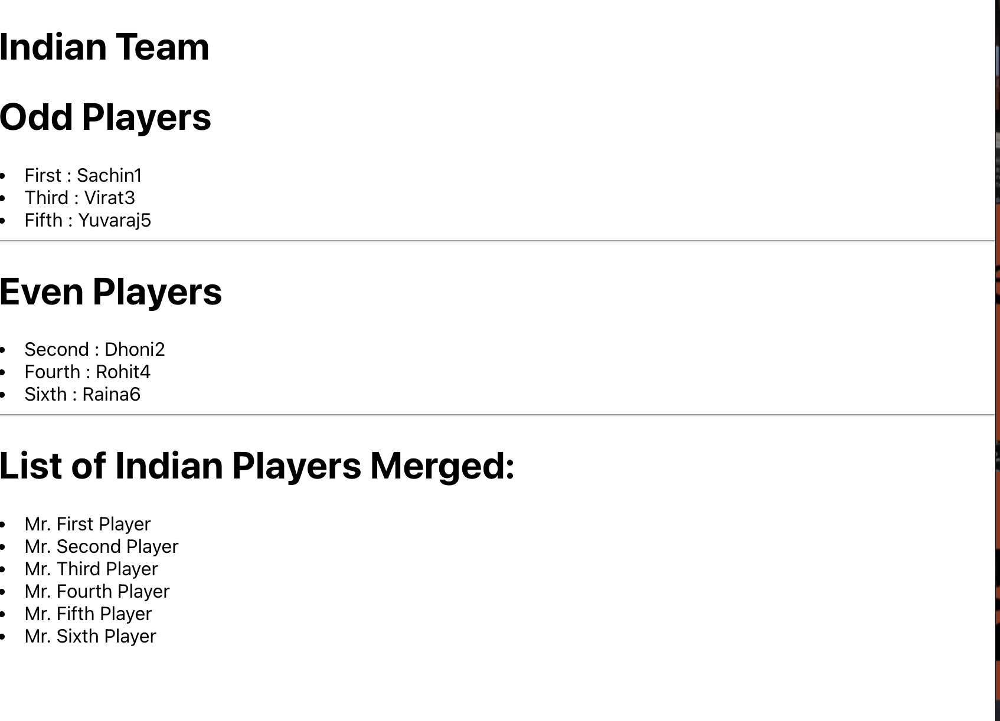 Indian Team
Odd Players
First : Sachin1
Third : Virat3
Fifth : Yuvaraj5
Even Players
Second : Dhoni2
Fourth : Rohit4
Sixth : Raina6
List of Indian Players Merged:
Mr. First Player
Mr. Second Player
Mr. Third Player
Mr. Fourth Player
Mr. Fifth Player
Mr. Sixth Player